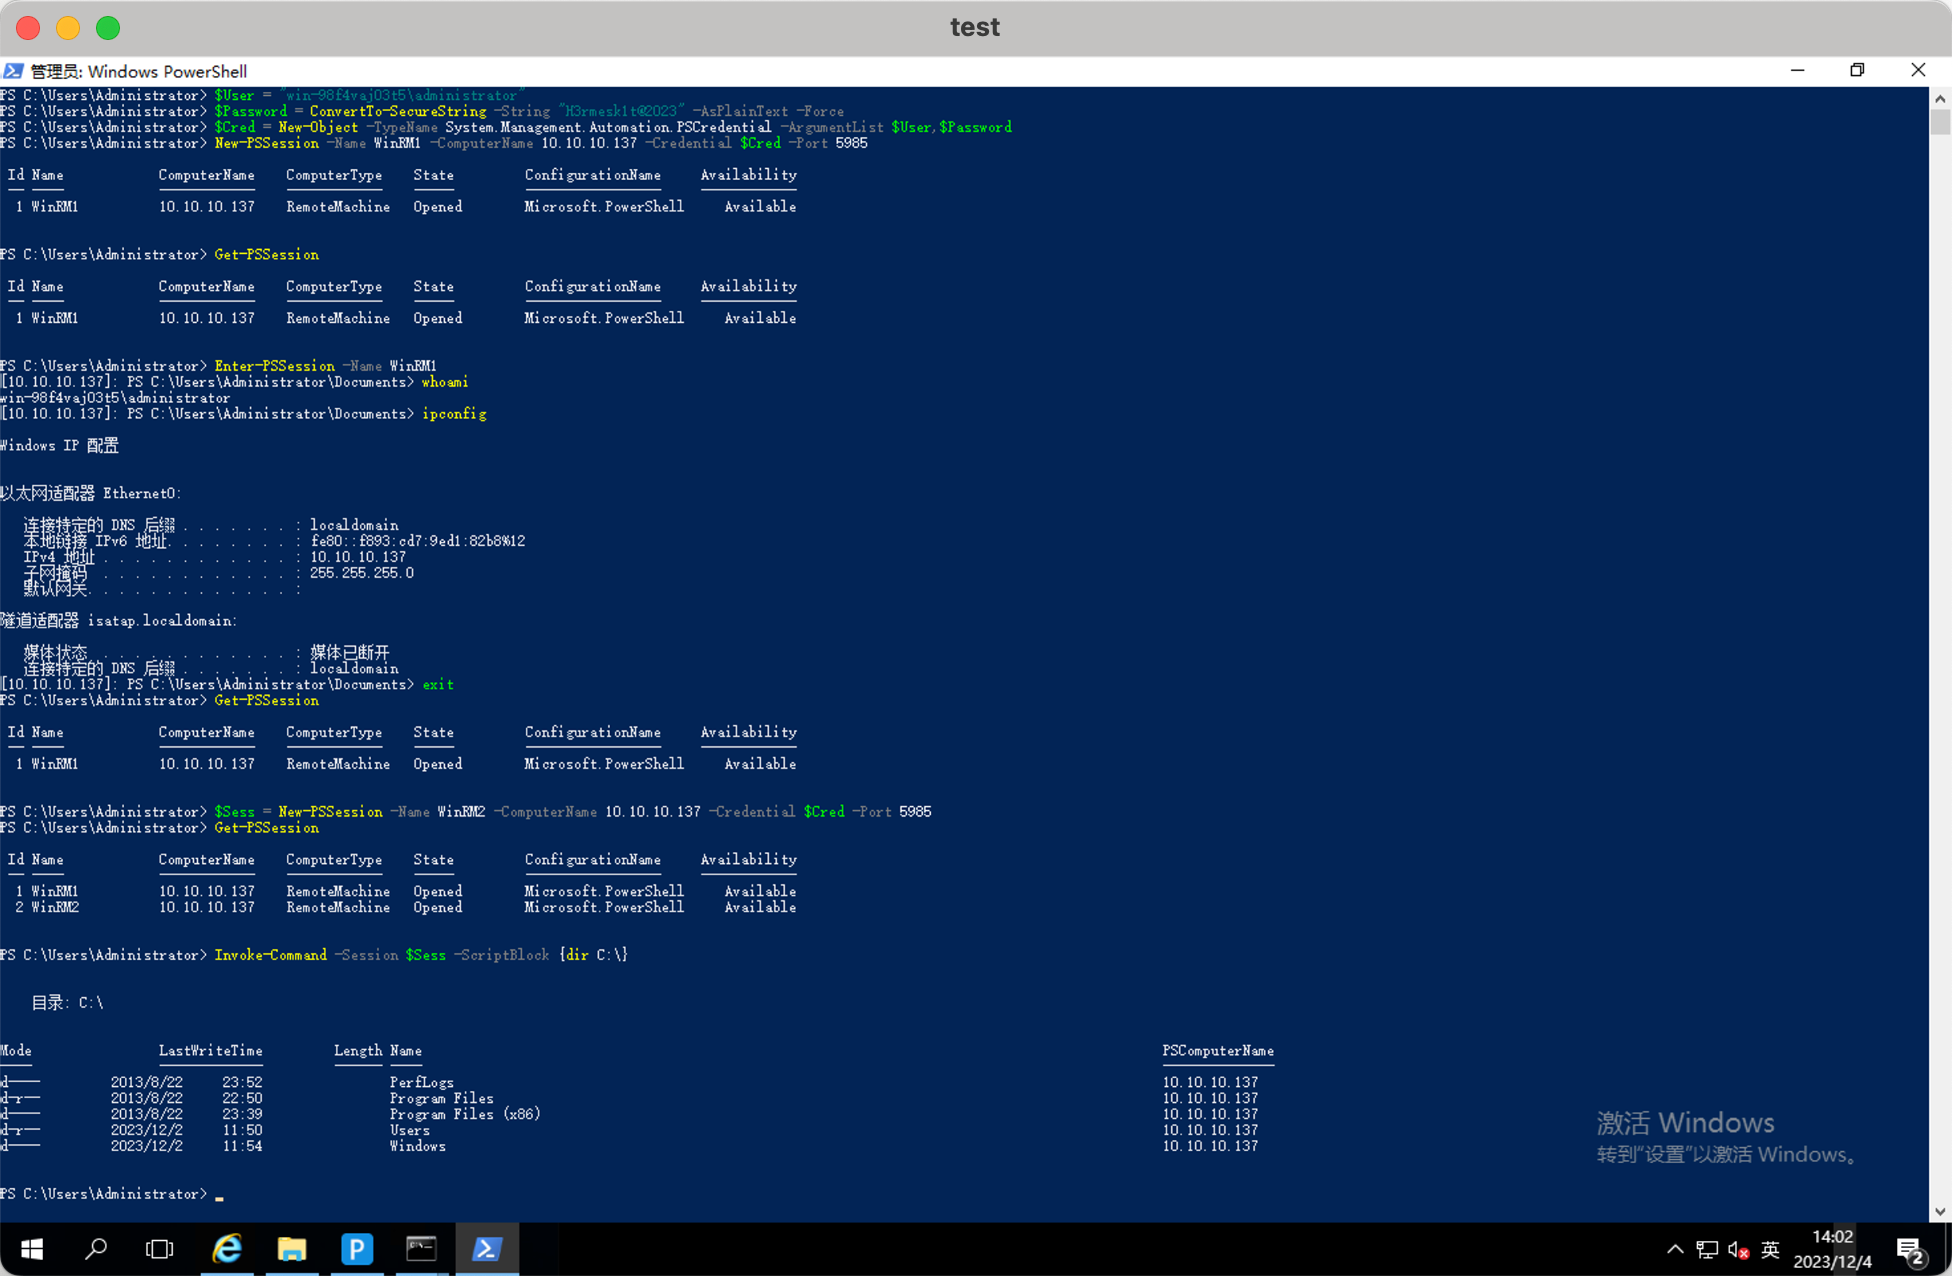 test
管理员: Windows PowerShell
PS C:\Users\Administrator> $User = "win-98f4vaj03t5\administrator"
PS C:\Users\Administrator> $Password = ConvertTo-SecureString -String "H3rmesk1t@2023" -AsPlainText -Force
PS C:\Users\Administrator> $Cred = New-Object -TypeName System.Management.Automation.PSCredential -ArgumentList $User,$Password
PS C:\Users\Administrator> New-PSSession -Name WinRM1 -ComputerName 10.10.10.137 -Credential $Cred -Port 5985
Id Name ComputerName ComputerType State ConfigurationName Availability
1 WinRM1 10.10.10.137 RemoteMachine Opened Microsoft.PowerShell Available
PS C:\Users\Administrator> Get-PSSession
Id Name ComputerName ComputerType State ConfigurationName Availability
1 WinRM1 10.10.10.137 RemoteMachine Opened Microsoft.PowerShell Available
PS C:\Users\Administrator> Enter-PSSession -Name WinRM1
[10.10.10.137]: PS C:\Users\Administrator\Documents> whoami
win-98f4vaj03t5\administrator
[10.10.10.137]: PS C:\Users\Administrator\Documents> ipconfig
Windows IP 配置
以太网适配器 Ethernet0:
连接特定的 DNS 后缀 . . . . . . . : localdomain
本地链接 IPv6 地址. . . . . . . . : fe80::f893:cd7:9ed1:82b8%12
IPv4 地址 . . . . . . . . . . . . : 10.10.10.137
子网掩码 . . . . . . . . . . . . : 255.255.255.0
默认网关. . . . . . . . . . . . . :
隧道适配器 isatap.localdomain:
媒体状态 . . . . . . . . . . . . : 媒体已断开
连接特定的 DNS 后缀 . . . . . . . : localdomain
[10.10.10.137]: PS C:\Users\Administrator\Documents> exit
PS C:\Users\Administrator> Get-PSSession
Id Name ComputerName ComputerType State ConfigurationName Availability
1 WinRM1 10.10.10.137 RemoteMachine Opened Microsoft.PowerShell Available
PS C:\Users\Administrator> $Sess = New-PSSession -Name WinRM2 -ComputerName 10.10.10.137 -Credential $Cred -Port 5985
PS C:\Users\Administrator> Get-PSSession
Id Name ComputerName ComputerType State ConfigurationName Availability
1 WinRM1 10.10.10.137 RemoteMachine Opened Microsoft.PowerShell Available
2 WinRM2 10.10.10.137 RemoteMachine Opened Microsoft.PowerShell Available
PS C:\Users\Administrator> Invoke-Command -Session $Sess -ScriptBlock {dir C:\}
目录: C:\
Mode LastWriteTime Length Name PSComputerName
d---- 2013/8/22 23:52 PerfLogs 10.10.10.137
d-r-- 2013/8/22 22:50 Program Files 10.10.10.137
d---- 2013/8/22 23:39 Program Files (x86) 10.10.10.137
d-r-- 2023/12/2 11:50 Users 10.10.10.137
d---- 2023/12/2 11:54 Windows 10.10.10.137
PS C:\Users\Administrator> _
激活 Windows
转到"设置"以激活 Windows。
英
14:02
2023/12/4
2